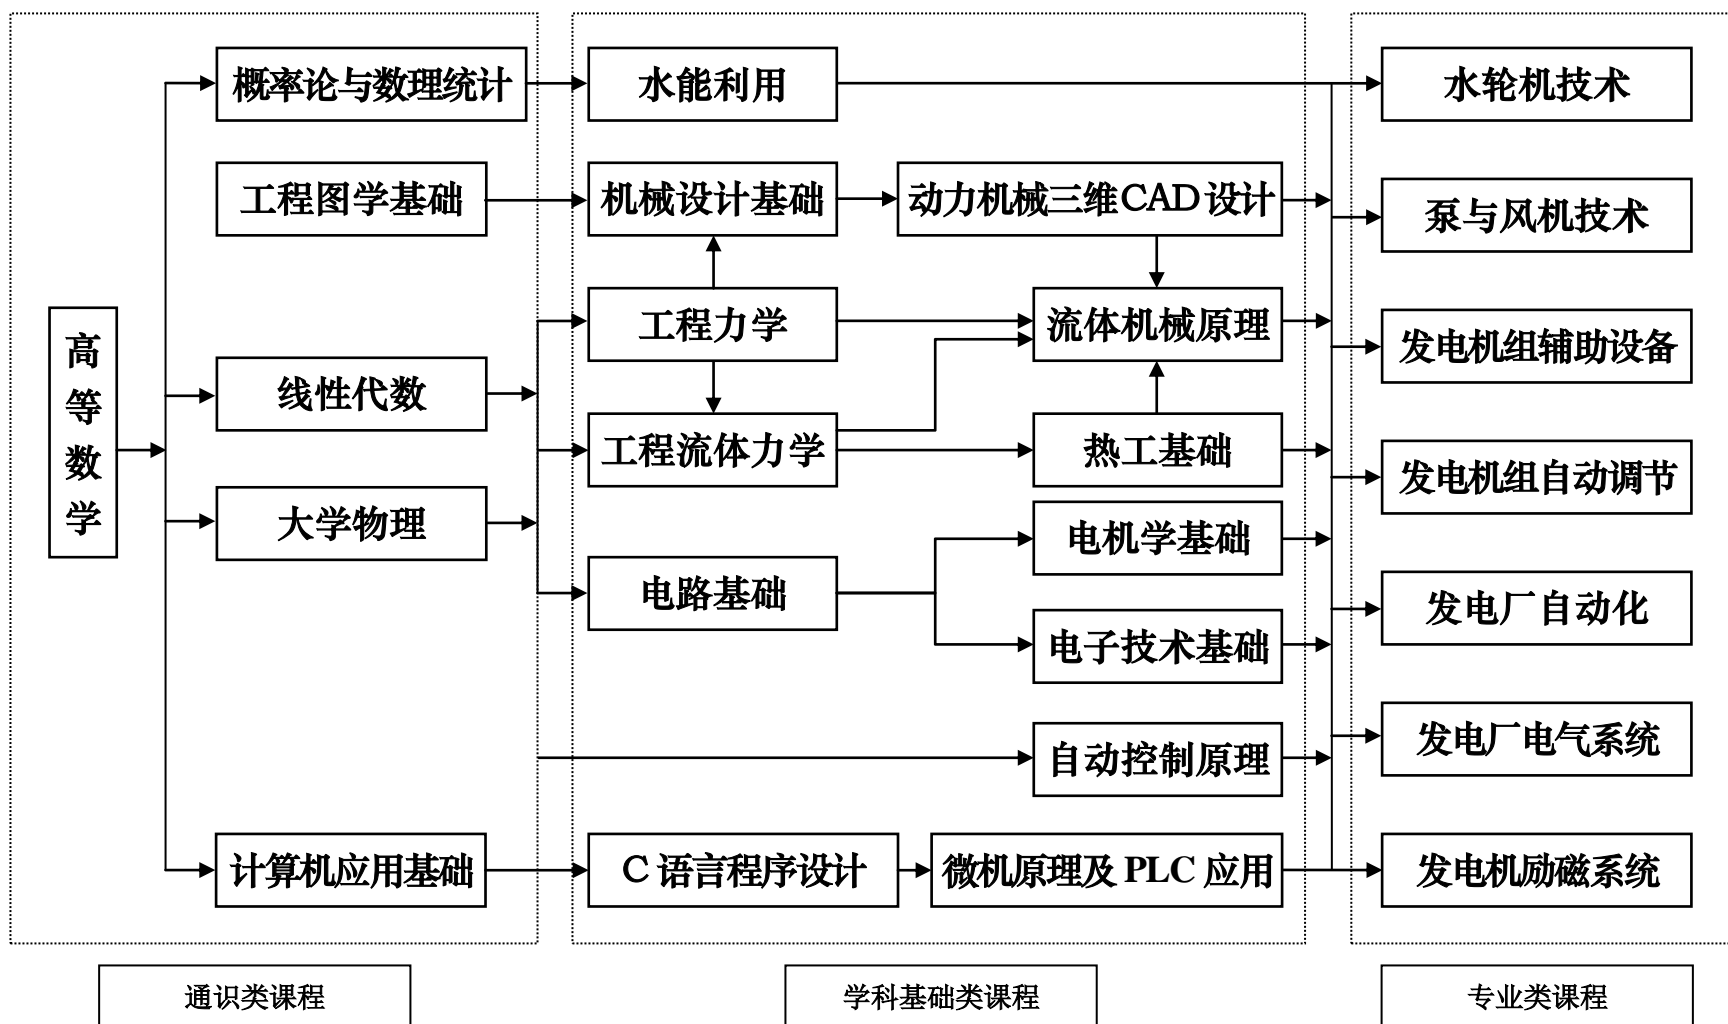 概率论与数理统计
水能利用
水轮机技术
工程图学基础
机械设计基础
动力机械三维CAD设计
泵与风机技术
高等数学
工程力学
流体机械原理
发电机组辅助设备
线性代数
工程流体力学
热工基础
发电机组自动调节
大学物理
电机学基础
电路基础
发电厂自动化
电子技术基础
自动控制原理
发电厂电气系统
计算机应用基础
C 语言程序设计
微机原理及 PLC 应用
发电机励磁系统
通识类课程
学科基础类课程
专业类课程